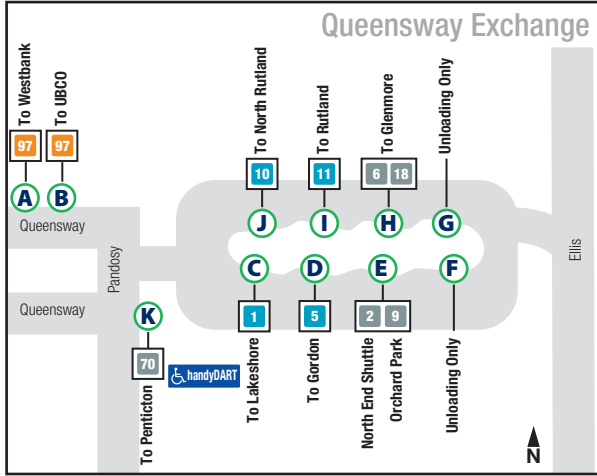 Queensway Exchange
To Westbank
To UBCO
To North Rutland
To Rutland
To Glenmore
Unloading Only
97
97
10
11
6 18
A
B
J
I
H
G
Queensway
Pandosy
Ellis
C
D
E
F
Queensway
K
1
5
2 9
70
handyDART
To Penticton
To Lakeshore
To Gordon
North End Shuttle
Orchard Park
Unloading Only
N